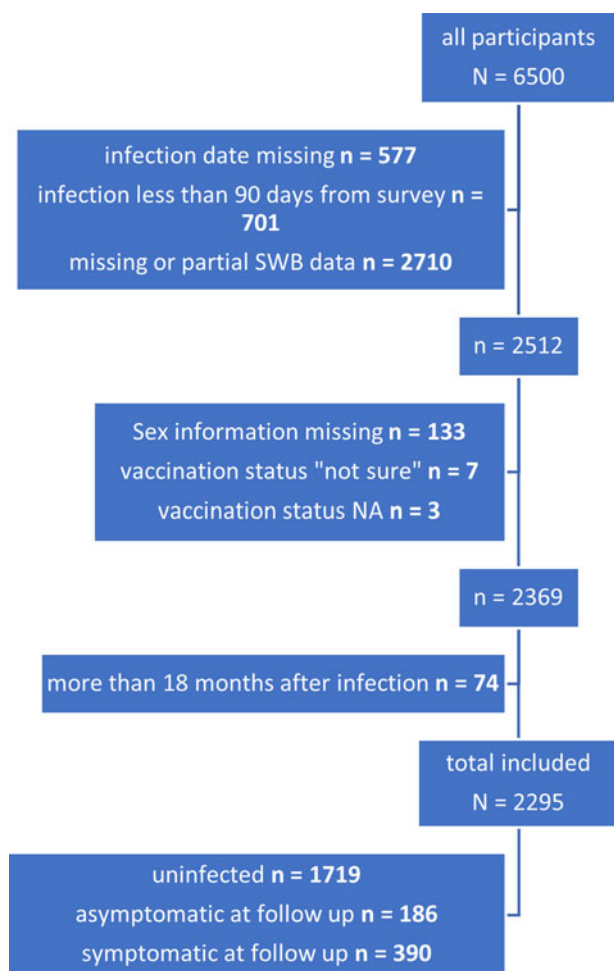 all participants
N = 6500
infection date missing n = 577
infection less than 90 days from survey n =
701
missing or partial SWB data n = 2710
n = 2512
Sex information missing n = 133
vaccination status "not sure" n = 7
vaccination status NA n = 3
n = 2369
more than 18 months after infection n = 74
total included
N = 2295
uninfected n = 1719
asymptomatic at follow up n = 186
symptomatic at follow up n = 390